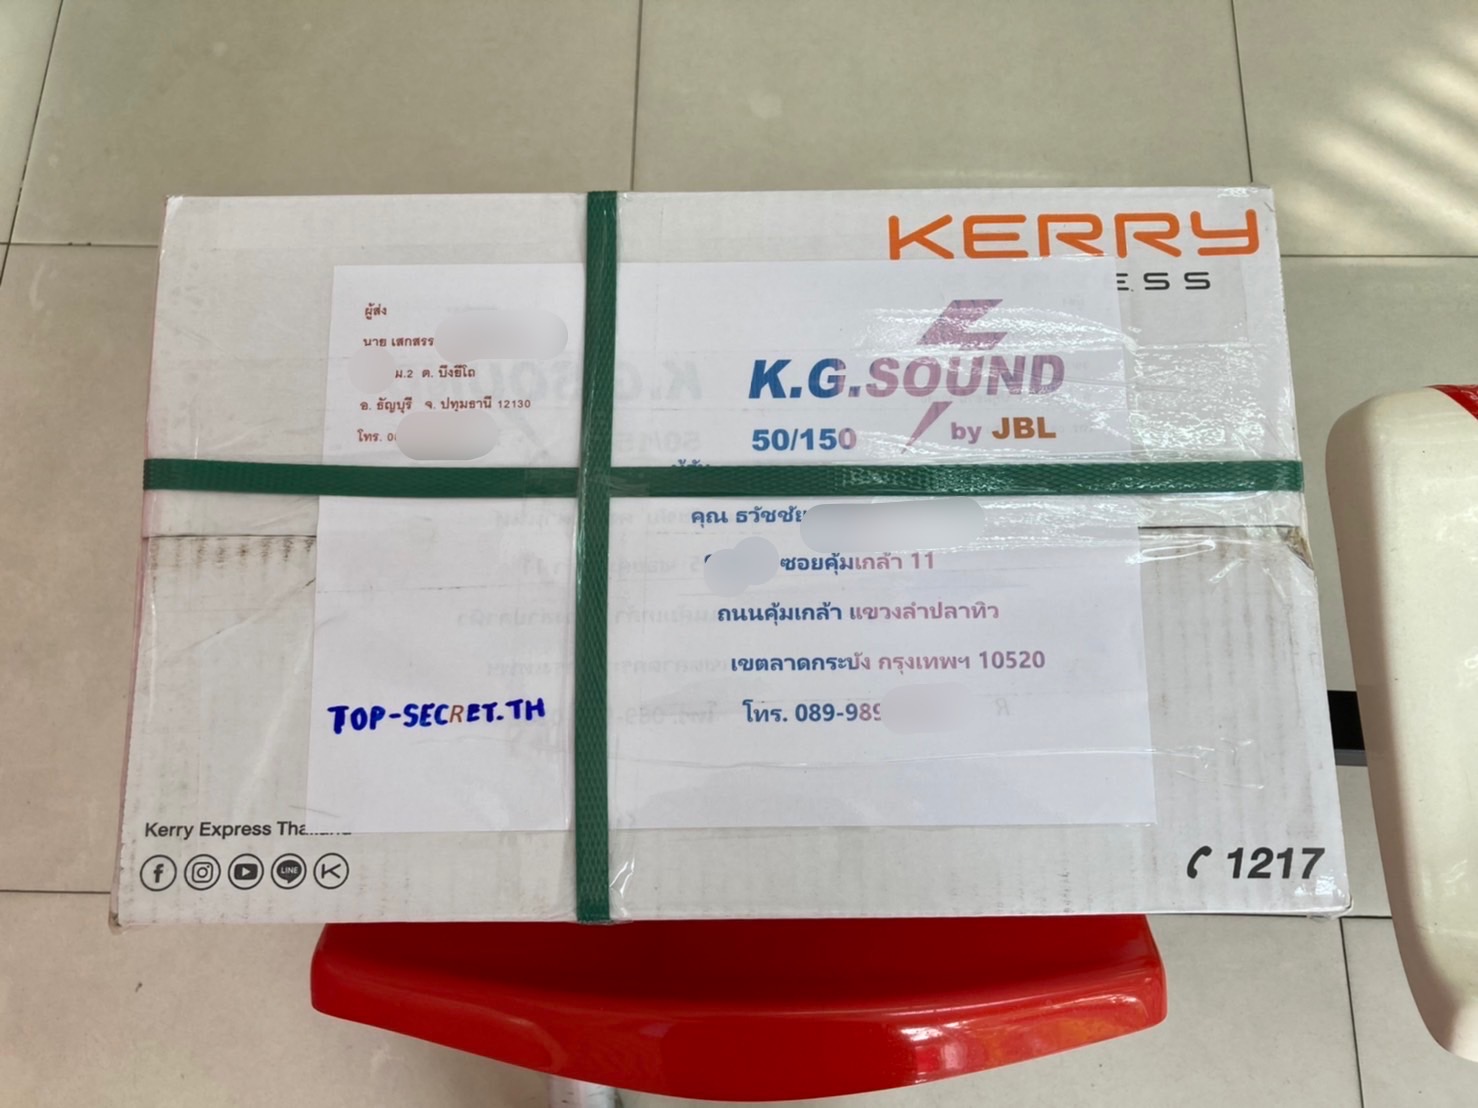 KERRY
ESS
ผู้ส่ง
นาย เสกสรร
ม.2 ต. บึงยี่โถ
อ. ธัญบุรี จ. ปทุมธานี 12130
โทร. 0
K.G.SOUND
50/150 by JBL
คุณ ธวัชชัย
ซอยคุ้มเกล้า 11
ถนนคุ้มเกล้า แขวงลำปลาทิว
เขตลาดกระบัง กรุงเทพฯ 10520
โทร. 089-989
TOP-SECRET.TH
Kerry Express Thailand
LINE
1217